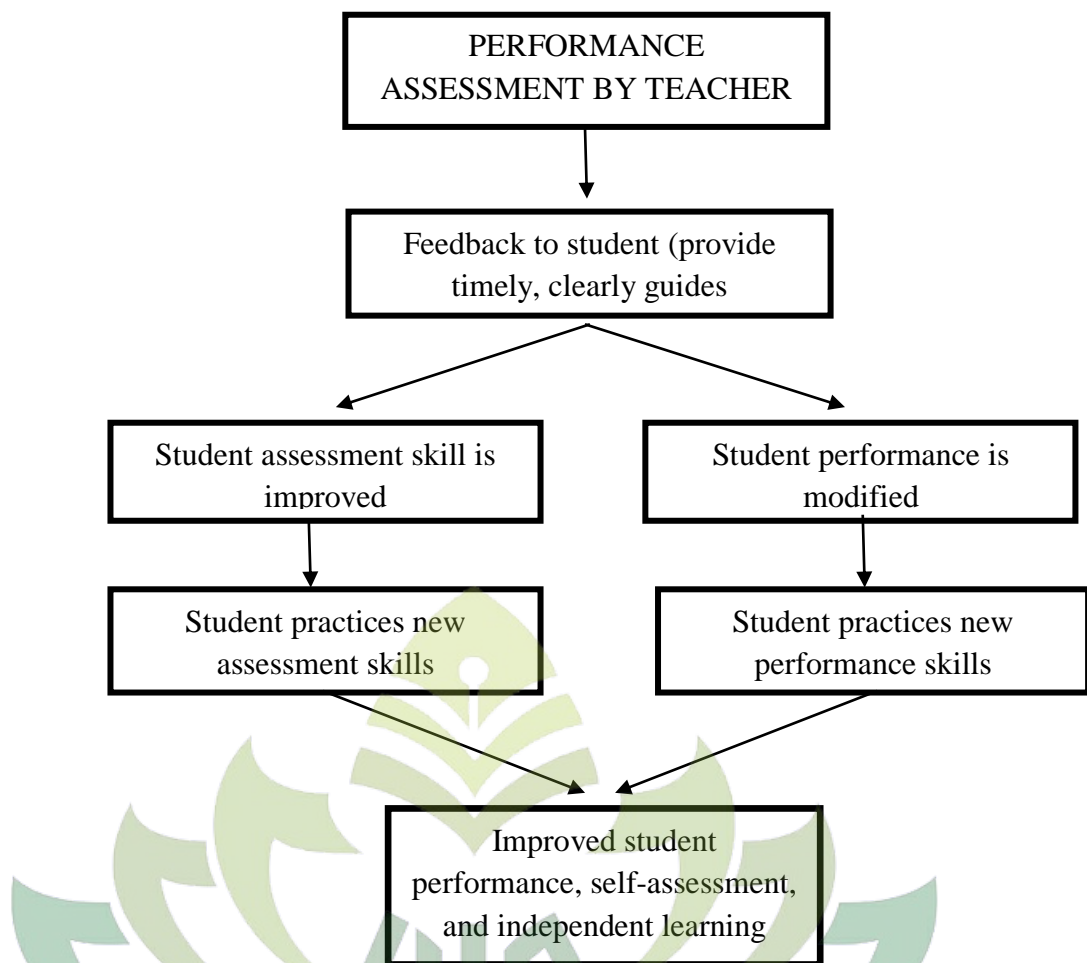 PERFORMANCE
ASSESSMENT BY TEACHER
Feedback to student (provide
timely, clearly guides
Student assessment skill is
improved
Student performance is
modified
Student practices new
assessment skills
Student practices new
performance skills
Improved student
performance, self-assessment,
and independent learning